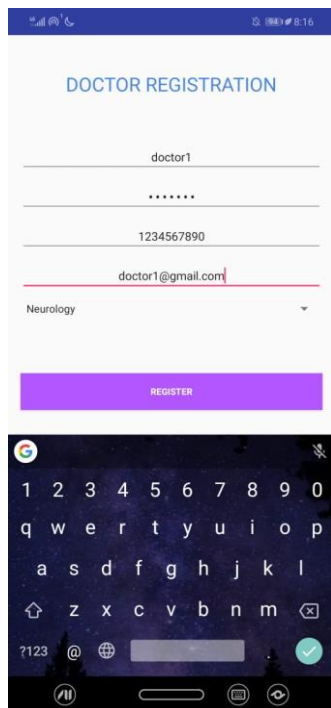 94 8:16
DOCTOR REGISTRATION
doctor1
•••••••
1234567890
doctor1@gmail.com
Neurology
REGISTER
G
1 2 3 4 5 6 7 8 9 0
q w e r t y u i o p
a s d f g h j k l
z x c v b n m
?123 @ .